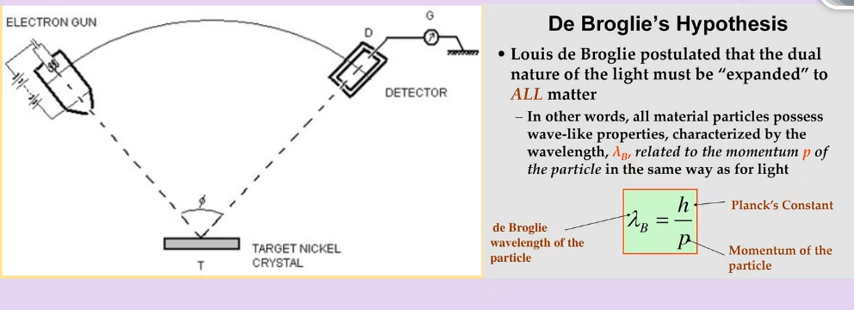 ELECTRON GUN
G
D
DETECTOR
ϕ
TARGET NICKEL
CRYSTAL
T
De Broglie's Hypothesis
• Louis de Broglie postulated that the dual
nature of the light must be “expanded” to
ALL matter
– In other words, all material particles possess
wave-like properties, characterized by the
wavelength, λB, related to the momentum p of
the particle in the same way as for light
λB = h/p
Planck's Constant
de Broglie
wavelength of the
particle
Momentum of the
particle